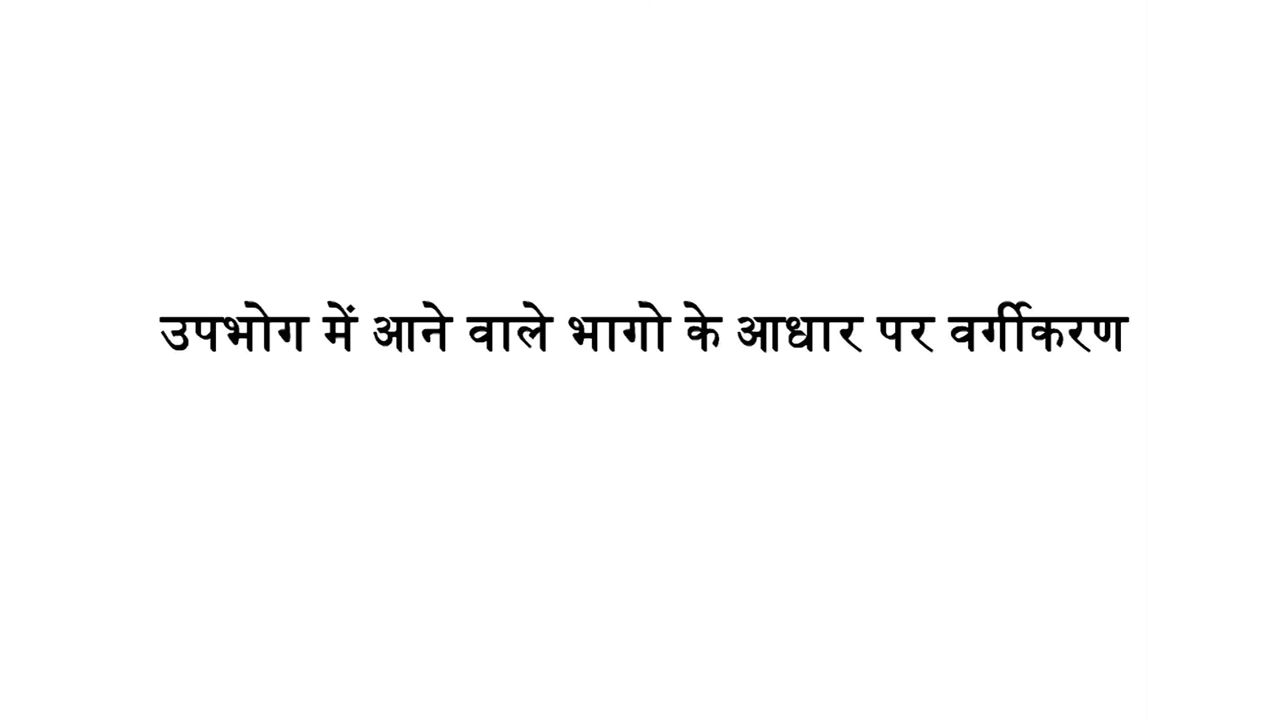 उपभोग में आने वाले भागो के आधार पर वर्गीकरण